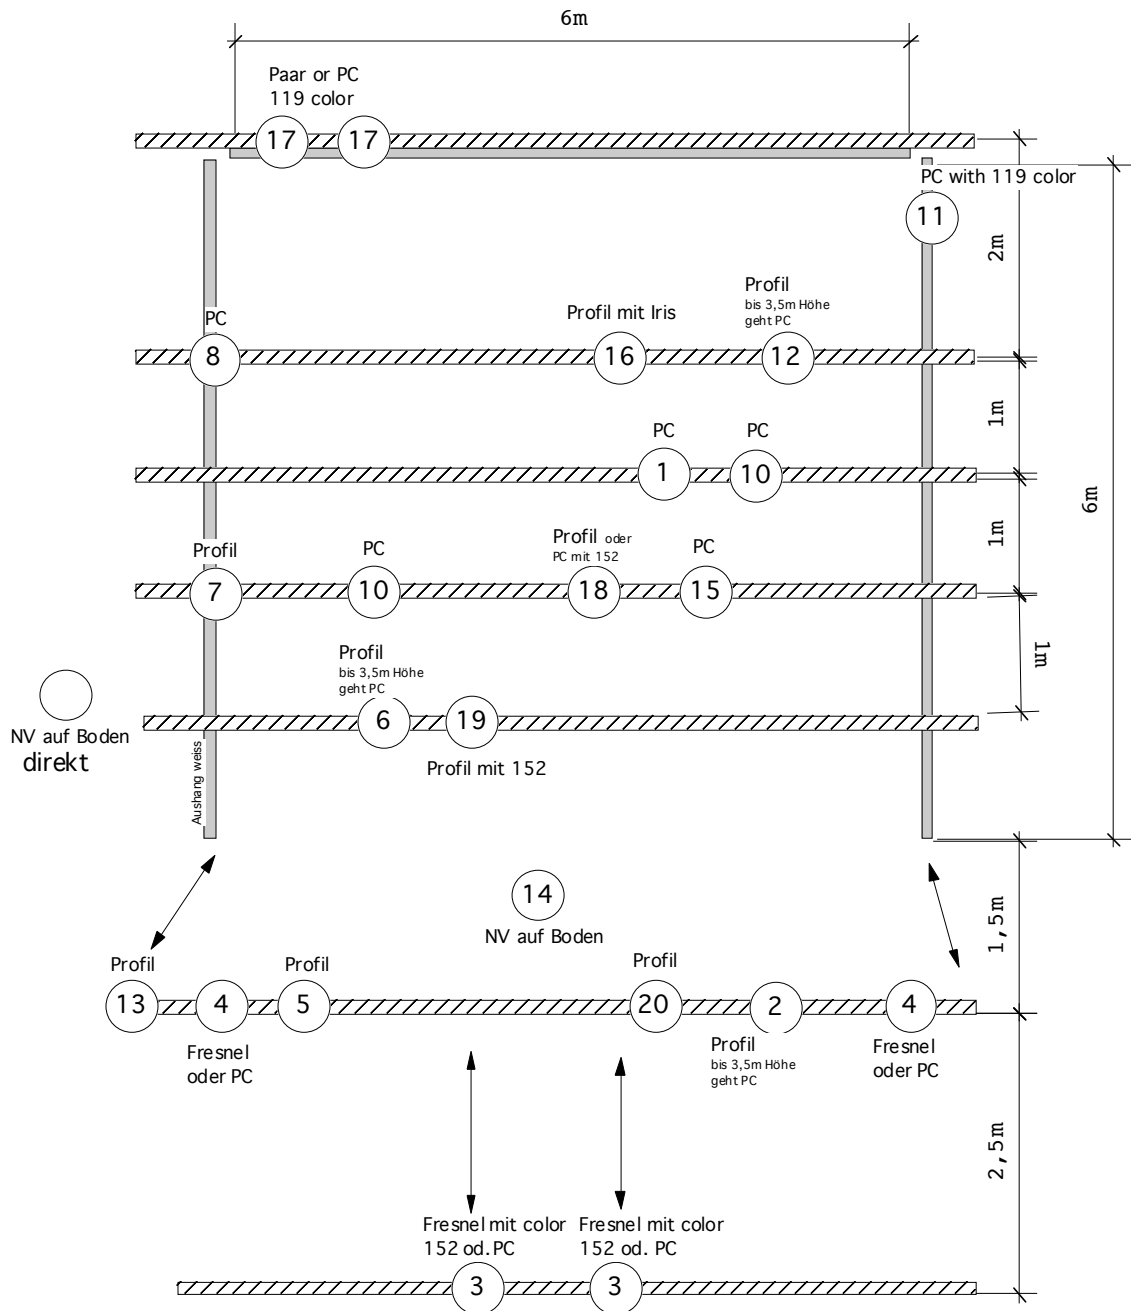 6m
Paar or PC
119 color
17
17
PC with 119 color
11
2m
Profil
bis 3,5m Höhe
geht PC
Profil mit Iris
PC
8
16
12
1m
6m
PC
PC
1
10
1m
Profil
PC
Profil oder
PC mit 152
PC
7
10
18
15
1m
Profil
bis 3,5m Höhe
geht PC
6
19
NV auf Boden
direkt
Aushang weiss
Profil mit 152
14
NV auf Boden
1,5m
Profil
Profil
Profil
13
4
5
20
2
4
Fresnel
oder PC
Profil
bis 3,5m Höhe
geht PC
Fresnel
oder PC
2,5m
Fresnel mit color
152 od. PC
Fresnel mit color
152 od. PC
3
3